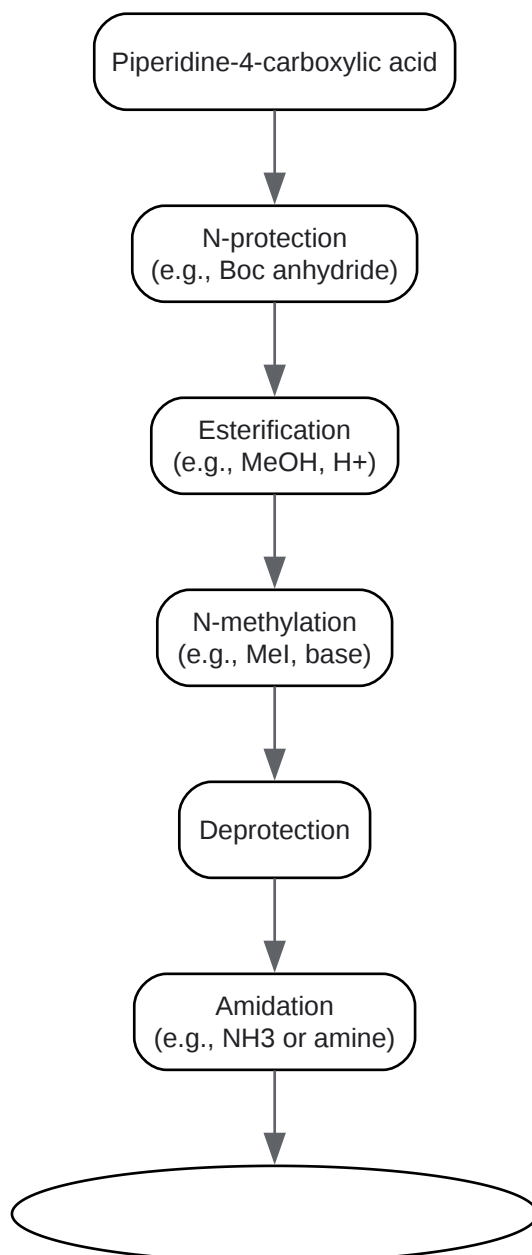 Piperidine-4-carboxylic acid
N-protection
(e.g., Boc anhydride)
Esterification
(e.g., MeOH, H+)
N-methylation
(e.g., MeI, base)
Deprotection
Amidation
(e.g., NH3 or amine)